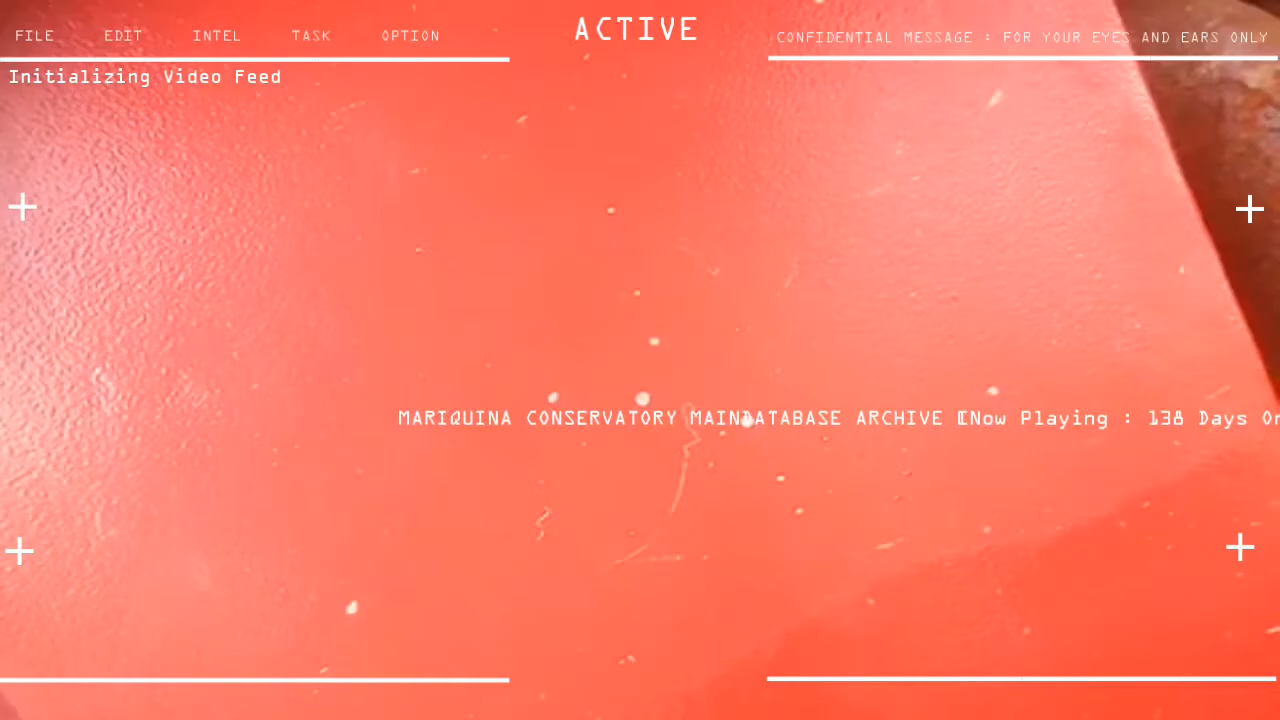 FILE EDIT INTEL TASK OPTION
ACTIVE
CONFIDENTIAL MESSAGE : FOR YOUR EYES AND EARS ONLY
Initializing Video Feed
MARIQUINA CONSERVATORY MAINDATABASE ARCHIVE [Now Playing : 138 Days On